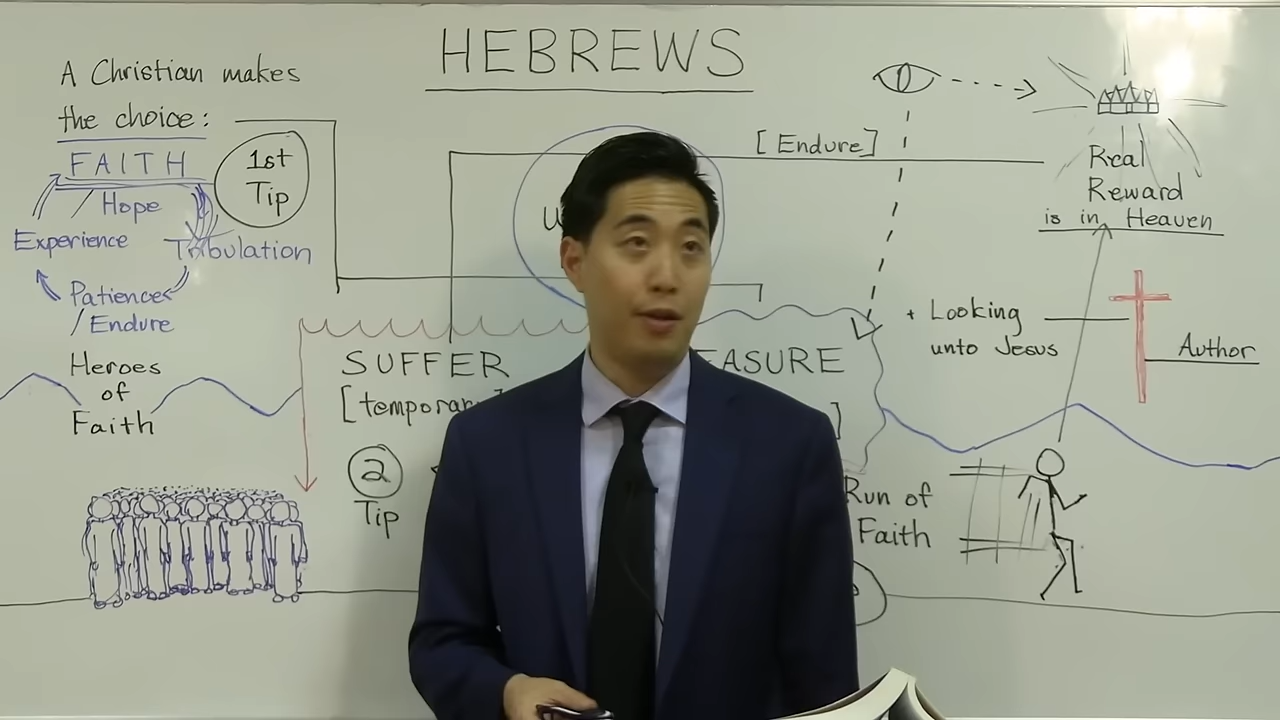 HEBREWS
A Christian makes
the choice:
FAITH
/ Hope
Experience
Tribulation
Patience
/ Endure
1st
Tip
Heroes
of
Faith
[Endure]
SUFFER
[temporary]
2
Tip
Real
Reward
is in Heaven
+ Looking
unto Jesus
Author
Run of
Faith